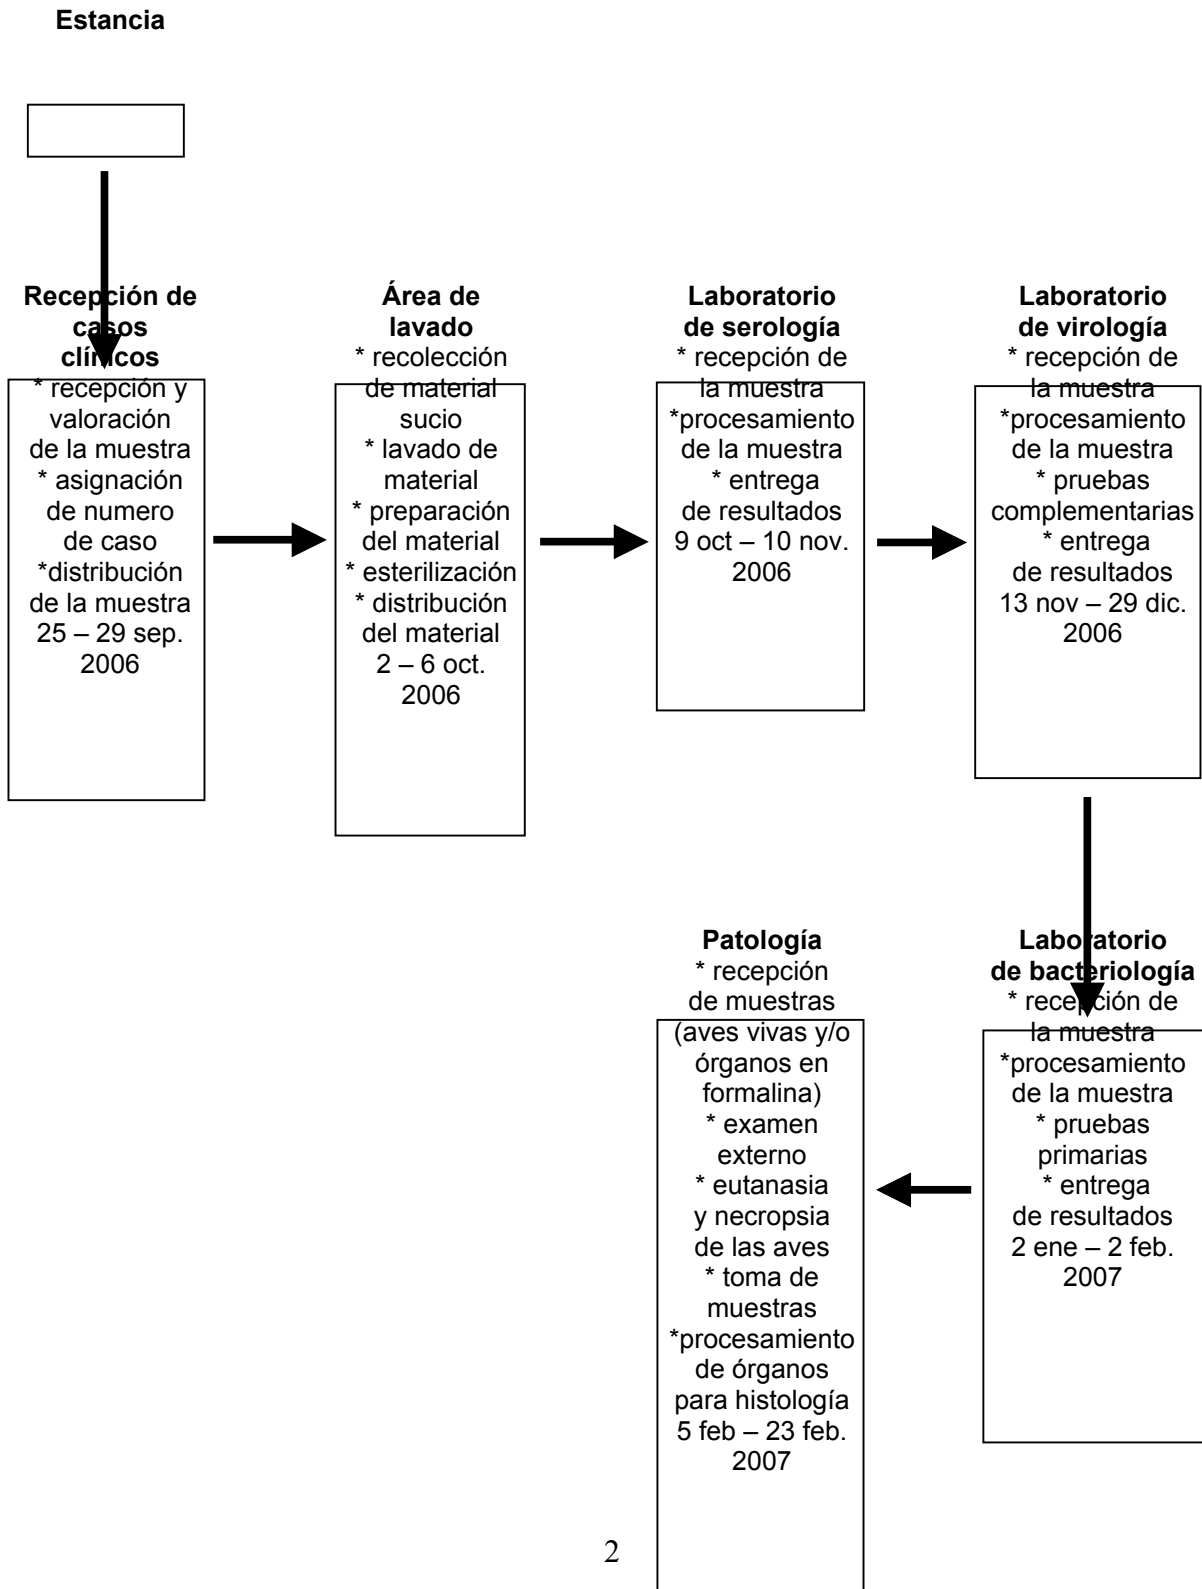 Estancia
Recepción de
casos
clínicos
* recepción y
valoración
de la muestra
* asignación
de numero
de caso
*distribución
de la muestra
25 – 29 sep.
2006
Área de
lavado
* recolección
de material
sucio
* lavado de
material
* preparación
del material
* esterilización
* distribución
del material
2 – 6 oct.
2006
Laboratorio
de serología
* recepción de
la muestra
*procesamiento
de la muestra
* entrega
de resultados
9 oct – 10 nov.
2006
Laboratorio
de virología
* recepción de
la muestra
*procesamiento
de la muestra
* pruebas
complementarias
* entrega
de resultados
13 nov – 29 dic.
2006
Laboratorio
de bacteriología
* recepción de
la muestra
*procesamiento
de la muestra
* pruebas
primarias
* entrega
de resultados
2 ene – 2 feb.
2007
Patología
* recepción
de muestras
(aves vivas y/o
órganos en
formalina)
* examen
externo
* eutanasia
y necropsia
de las aves
* toma de
muestras
*procesamiento
de órganos
para histología
5 feb – 23 feb.
2007
2